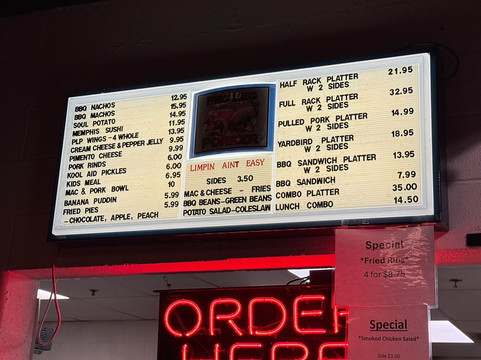 BBQ NACHOS 12.95
BBQ MACHOS 15.95
SOUL POTATO 14.95
MEMPHIS SUSHI 11.95
PLP WINGS -4 WHOLE 13.95
CREAM CHEESE & PEPPER JELLY 9.95
PIMENTO CHEESE 9.99
PORK RINDS 6.00
KOOL AID PICKLES 6.00
KIDS MEAL 6.95
MAC & PORK BOWL 10
BANANA PUDDIN 5.99
FRIED PIES 5.99
-CHOCOLATE, APPLE, PEACH
LIMPIN AINT EASY
SIDES 3.50
MAC & CHEESE - FRIES
BBQ BEANS-GREEN BEANS
POTATO SALAD-COLESLAW
HALF RACK PLATTER 21.95
W 2 SIDES
FULL RACK PLATTER 32.95
W 2 SIDES
PULLED PORK PLATTER 14.99
W 2 SIDES
YARDBIRD PLATTER 18.95
W 2 SIDES
BBQ SANDWICH PLATTER 13.95
W 2 SIDES
BBQ SANDWICH 7.99
COMBO PLATTER 35.00
LUNCH COMBO 14.50
Special
*Fried Ribs*
4 for $8.75
Special
*Smoked Chicken Salad*
ORDER
HERE